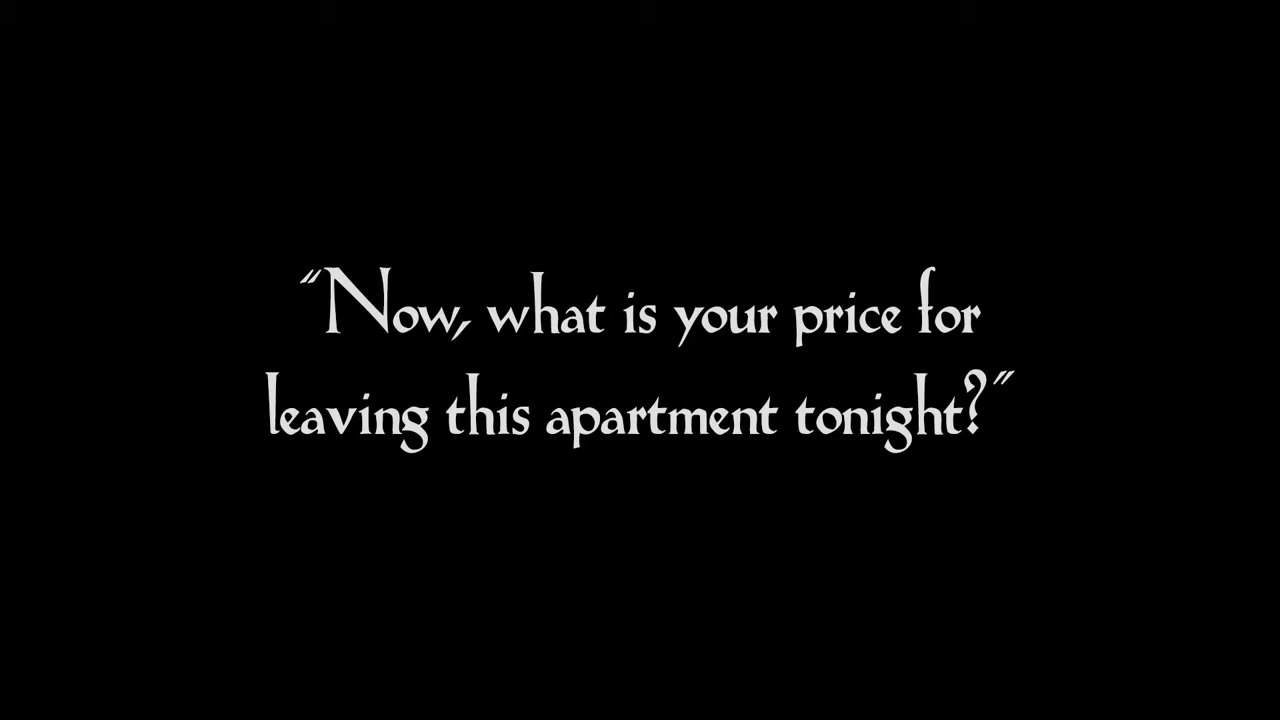 “Now, what is your price for
leaving this apartment tonight?”